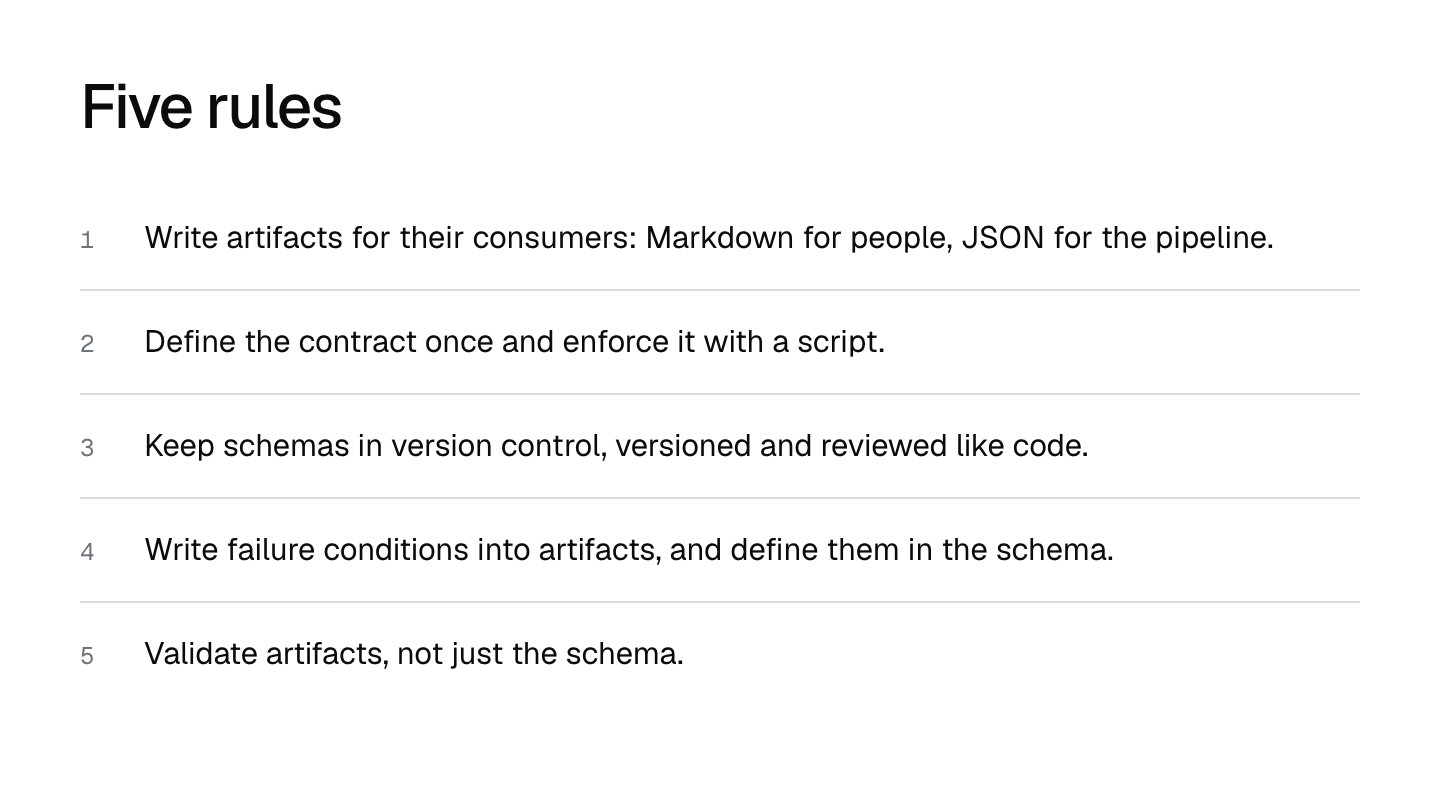 Five rules
1 Write artifacts for their consumers: Markdown for people, JSON for the pipeline.
2 Define the contract once and enforce it with a script.
3 Keep schemas in version control, versioned and reviewed like code.
4 Write failure conditions into artifacts, and define them in the schema.
5 Validate artifacts, not just the schema.